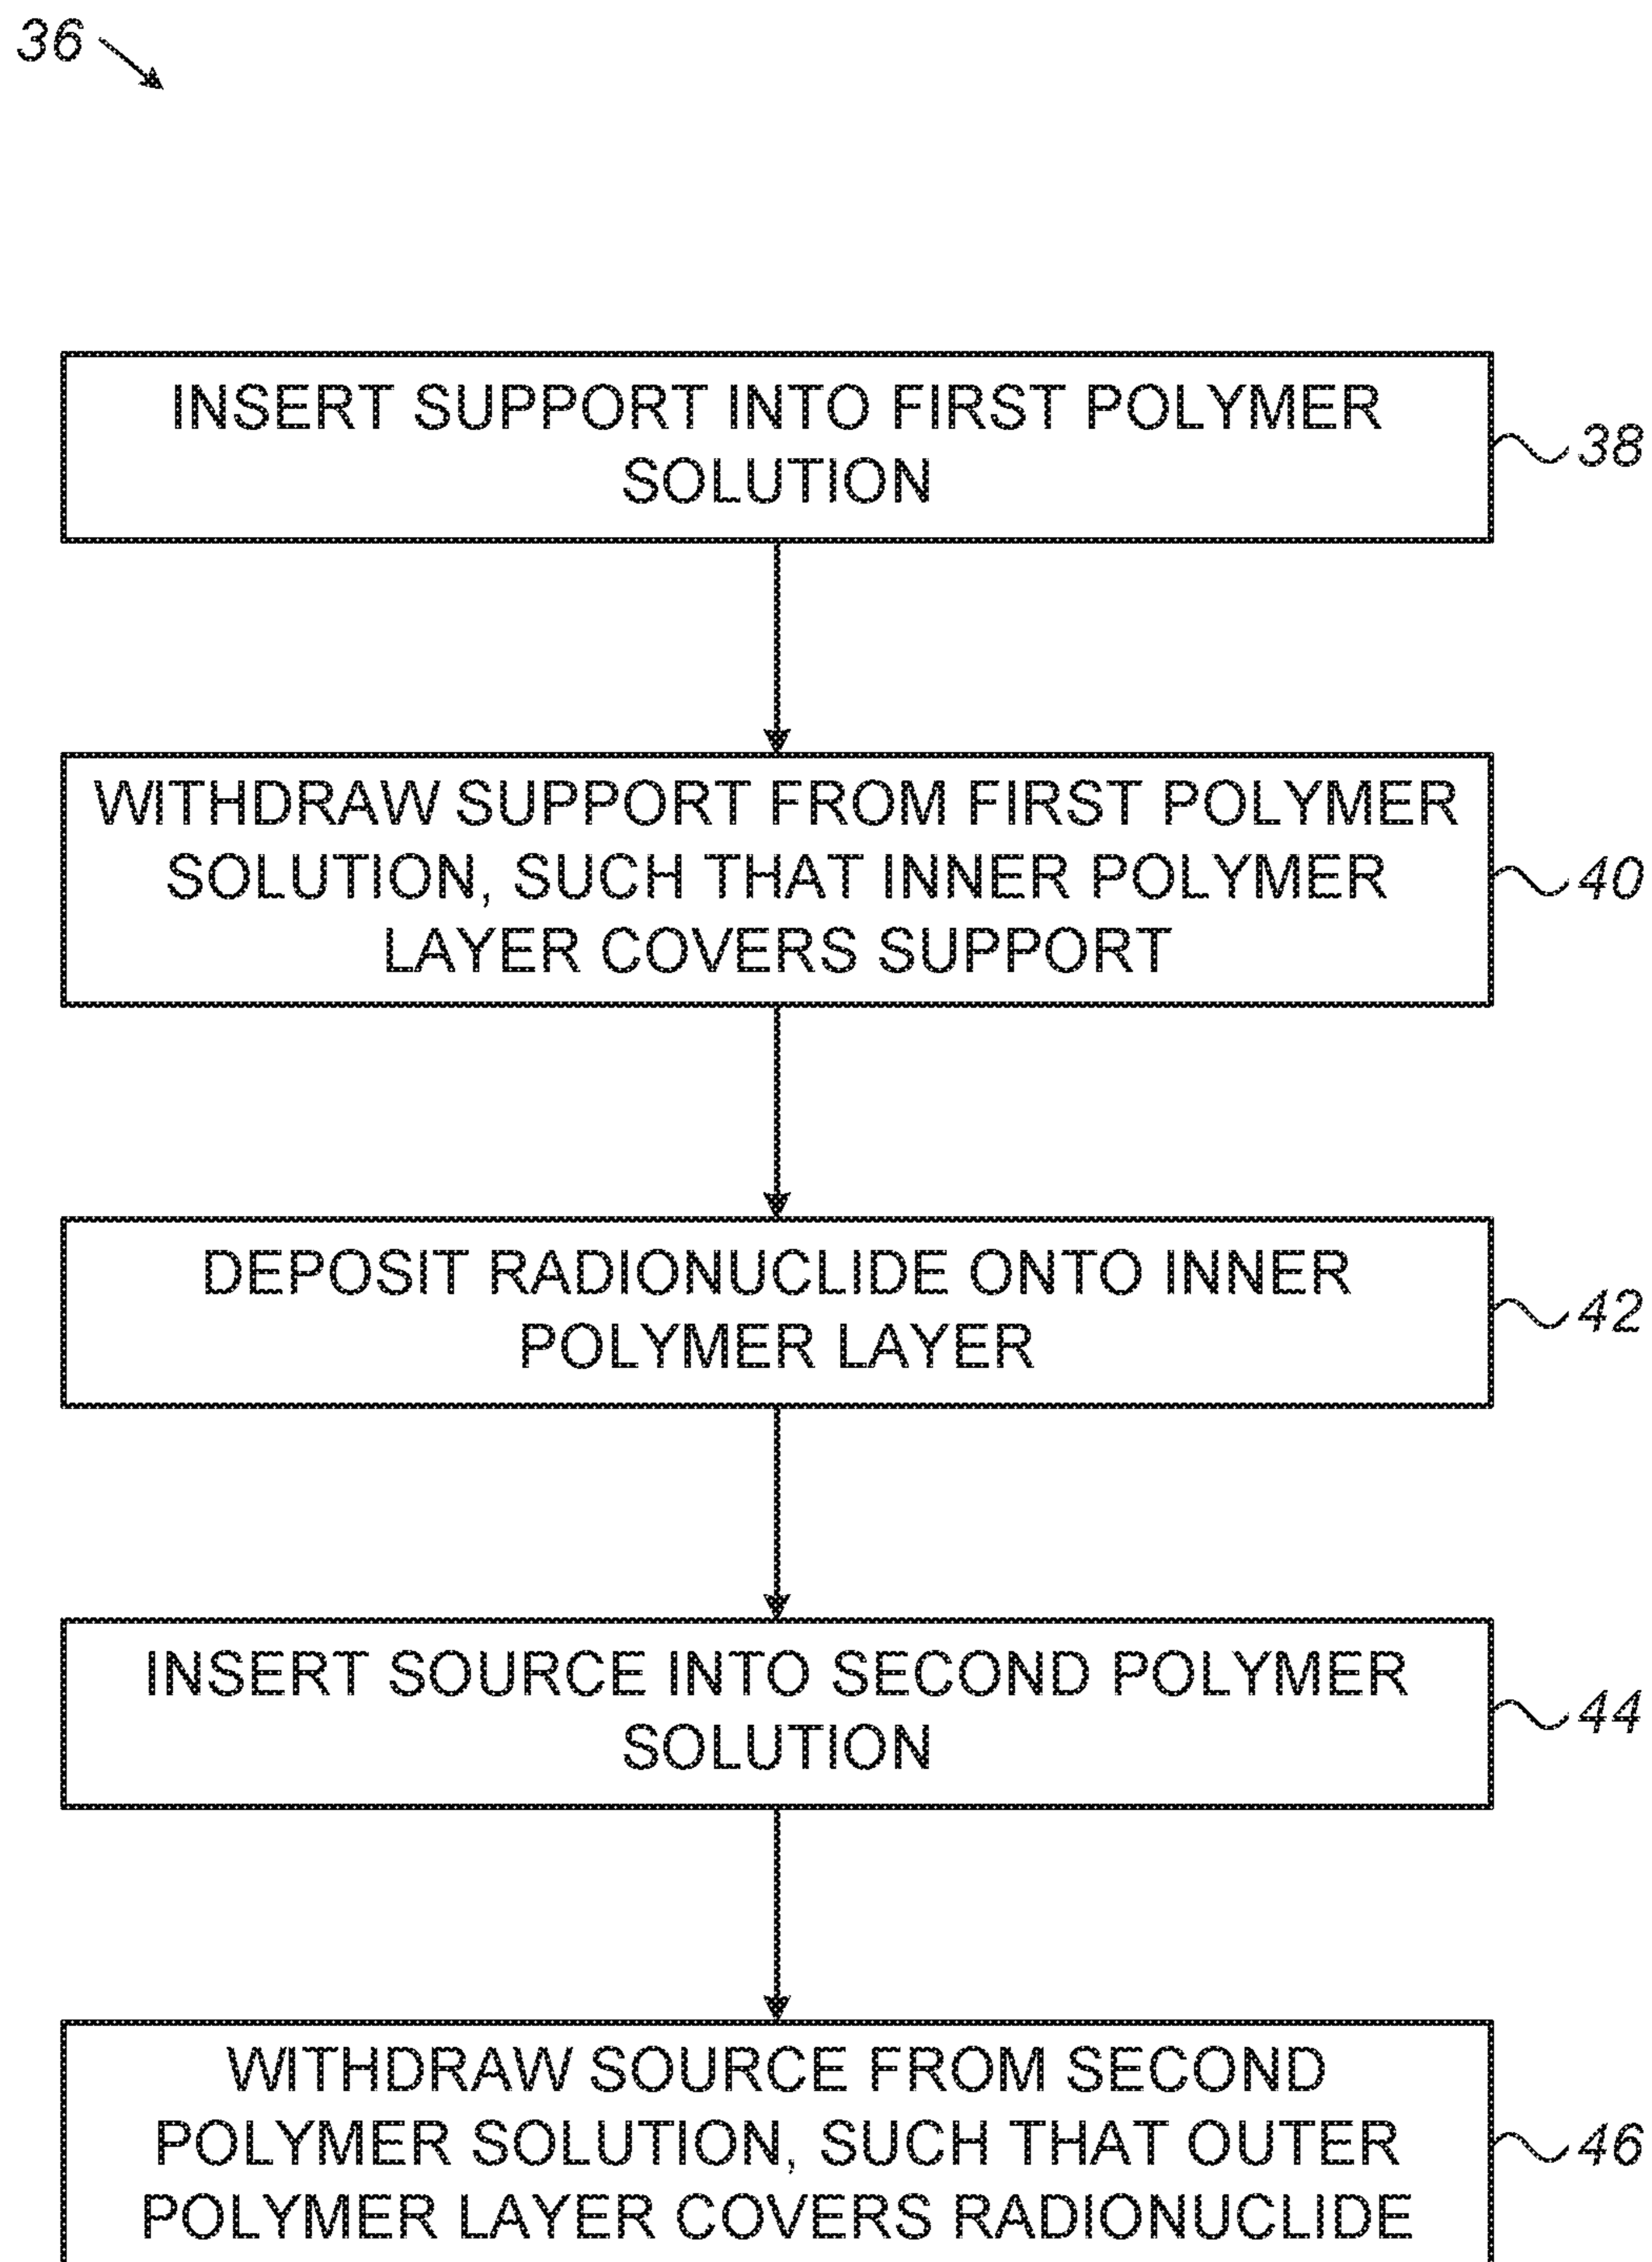 36
INSERT SUPPORT INTO FIRST POLYMER
SOLUTION
38
WITHDRAW SUPPORT FROM FIRST POLYMER
SOLUTION, SUCH THAT INNER POLYMER
LAYER COVERS SUPPORT
40
DEPOSIT RADIONUCLIDE ONTO INNER
POLYMER LAYER
42
INSERT SOURCE INTO SECOND POLYMER
SOLUTION
44
WITHDRAW SOURCE FROM SECOND
POLYMER SOLUTION, SUCH THAT OUTER
POLYMER LAYER COVERS RADIONUCLIDE
46